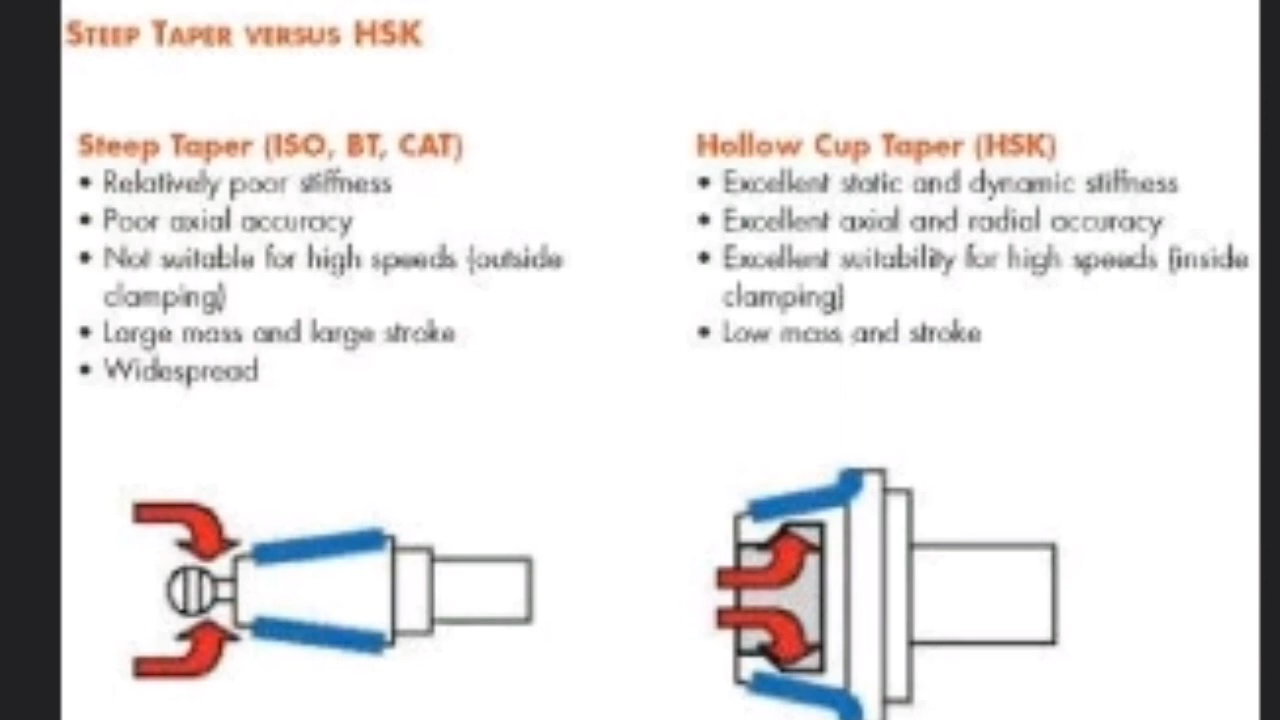 STEEP TAPER VERSUS HSK
Steep Taper (ISO, BT, CAT)
• Relatively poor stiffness
• Poor axial accuracy
• Not suitable for high speeds (outside
clamping)
• Large mass and large stroke
• Widespread
Hollow Cup Taper (HSK)
• Excellent static and dynamic stiffness
• Excellent axial and radial accuracy
• Excellent suitability for high speeds (inside
clamping)
• Low mass and stroke